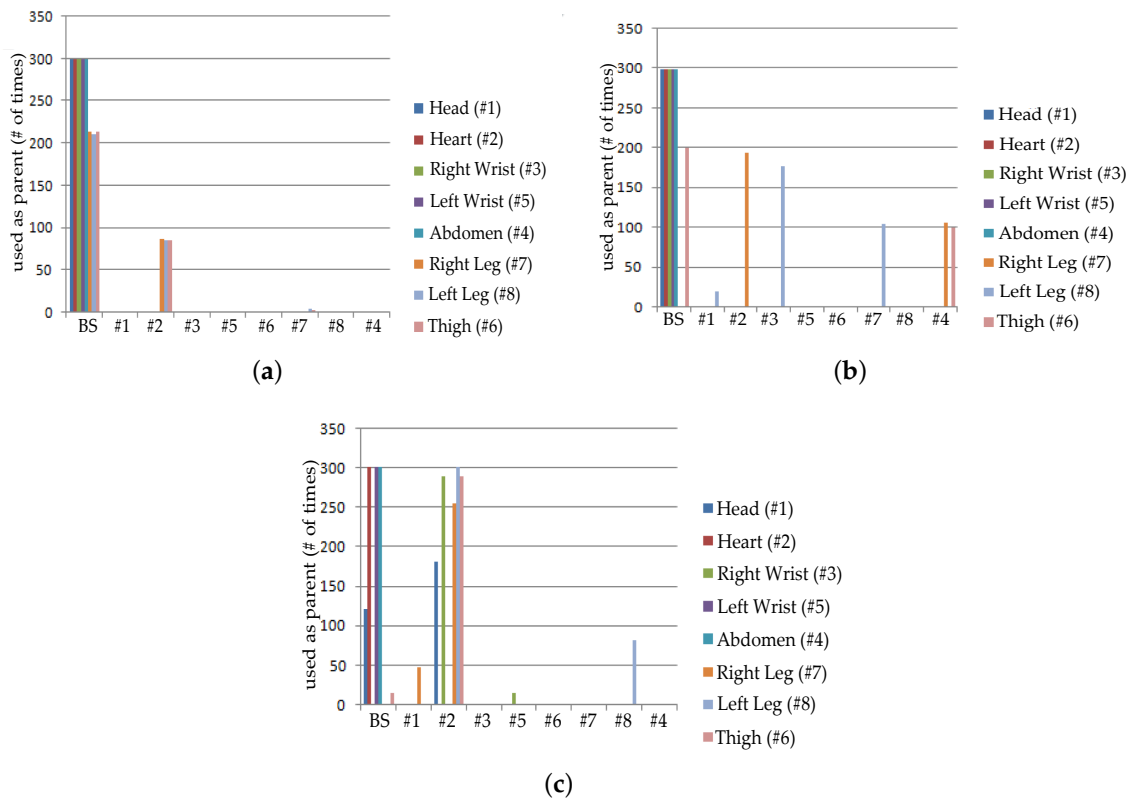 350
300
250
200
150
100
50
0
used as parent (# of times)
BS #1 #2 #3 #5 #6 #7 #8 #4
Head (#1)
Heart (#2)
Right Wrist (#3)
Left Wrist (#5)
Abdomen (#4)
Right Leg (#7)
Left Leg (#8)
Thigh (#6)
(a)
350
300
250
200
150
100
50
0
used as parent (# of times)
BS #1 #2 #3 #5 #6 #7 #8 #4
Head (#1)
Heart (#2)
Right Wrist (#3)
Left Wrist (#5)
Abdomen (#4)
Right Leg (#7)
Left Leg (#8)
Thigh (#6)
(b)
350
300
250
200
150
100
50
0
used as parent (# of times)
BS #1 #2 #3 #5 #6 #7 #8 #4
Head (#1)
Heart (#2)
Right Wrist (#3)
Left Wrist (#5)
Abdomen (#4)
Right Leg (#7)
Left Leg (#8)
Thigh (#6)
(c)